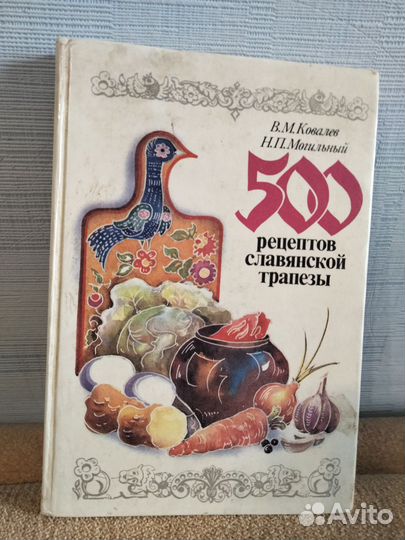 В.М.Ковалев
Н.П.Могильный
500
рецептов
славянской
трапезы
Avito